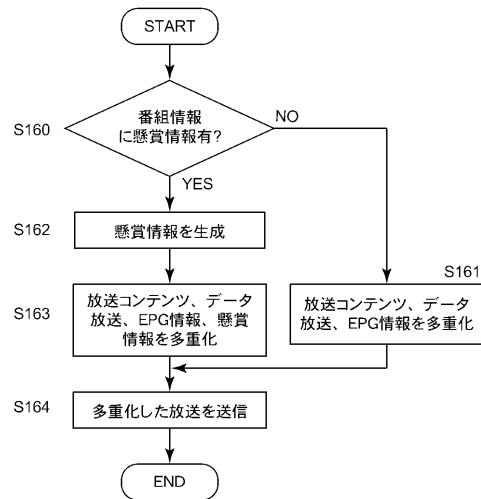 START
S160
番組情報
に懸賞情報有?
NO
YES
S162
懸賞情報を生成
S161
S163
放送コンテンツ、データ
放送、EPG情報、懸賞
情報を多重化
放送コンテンツ、データ
放送、EPG情報を多重化
S164
多重化した放送を送信
END